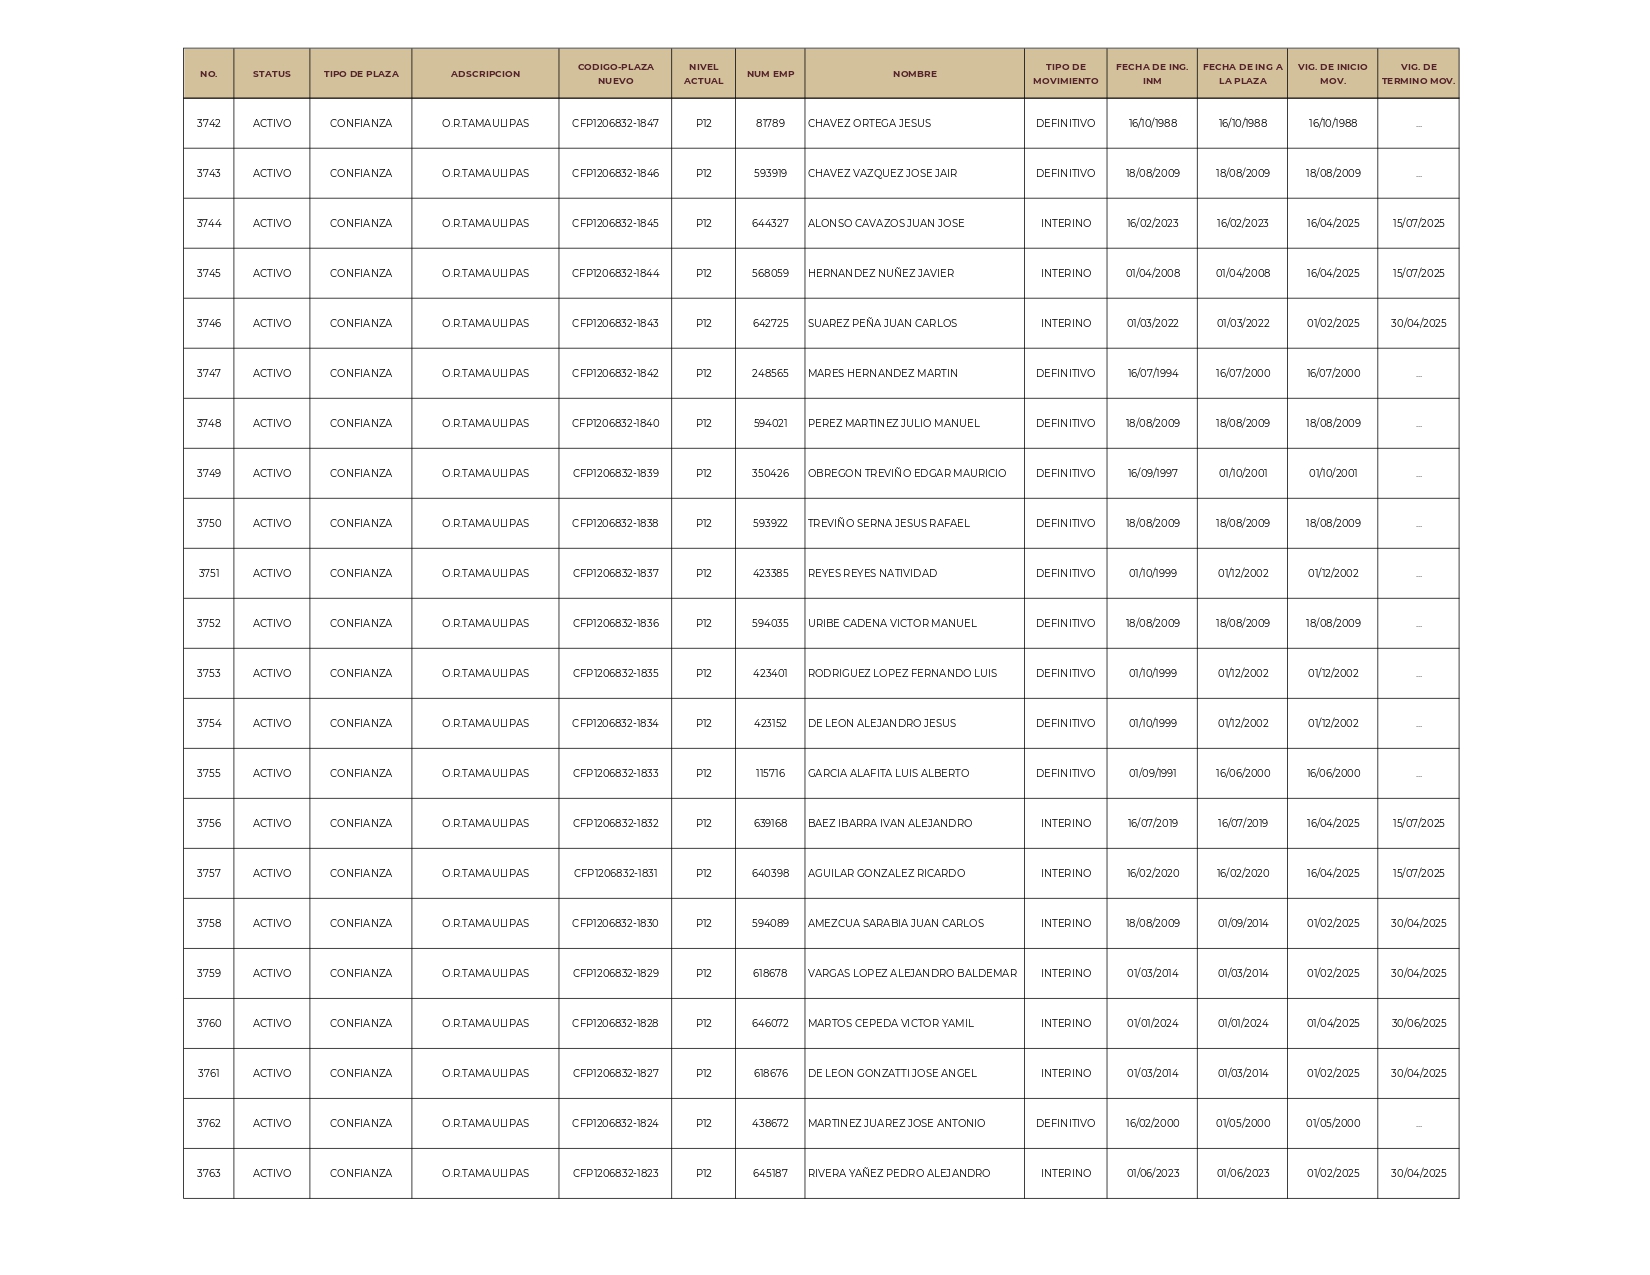 NO. STATUS TIPO DE PLAZA ADSCRIPCION CODIGO-PLAZA NUEVO NIVEL ACTUAL NUM EMP NOMBRE TIPO DE MOVIMIENTO FECHA DE ING. INM FECHA DE ING A LA PLAZA VIG. DE INICIO MOV. VIG. DE TERMINO MOV.
3742 ACTIVO CONFIANZA O.R.TAMAULIPAS CFP1206832-1847 P12 81789 CHAVEZ ORTEGA JESUS DEFINITIVO 16/10/1988 16/10/1988 16/10/1988 ...
3743 ACTIVO CONFIANZA O.R.TAMAULIPAS CFP1206832-1846 P12 593919 CHAVEZ VAZQUEZ JOSE JAIR DEFINITIVO 18/08/2009 18/08/2009 18/08/2009 ...
3744 ACTIVO CONFIANZA O.R.TAMAULIPAS CFP1206832-1845 P12 644327 ALONSO CAVAZOS JUAN JOSE INTERINO 16/02/2023 16/02/2023 16/04/2025 15/07/2025
3745 ACTIVO CONFIANZA O.R.TAMAULIPAS CFP1206832-1844 P12 568059 HERNANDEZ NUÑEZ JAVIER INTERINO 01/04/2008 01/04/2008 16/04/2025 15/07/2025
3746 ACTIVO CONFIANZA O.R.TAMAULIPAS CFP1206832-1843 P12 642725 SUAREZ PEÑA JUAN CARLOS INTERINO 01/03/2022 01/03/2022 01/02/2025 30/04/2025
3747 ACTIVO CONFIANZA O.R.TAMAULIPAS CFP1206832-1842 P12 248565 MARES HERNANDEZ MARTIN DEFINITIVO 16/07/1994 16/07/2000 16/07/2000 ...
3748 ACTIVO CONFIANZA O.R.TAMAULIPAS CFP1206832-1840 P12 594021 PEREZ MARTINEZ JULIO MANUEL DEFINITIVO 18/08/2009 18/08/2009 18/08/2009 ...
3749 ACTIVO CONFIANZA O.R.TAMAULIPAS CFP1206832-1839 P12 350426 OBREGON TREVIÑO EDGAR MAURICIO DEFINITIVO 16/09/1997 01/10/2001 01/10/2001 ...
3750 ACTIVO CONFIANZA O.R.TAMAULIPAS CFP1206832-1838 P12 593922 TREVIÑO SERNA JESUS RAFAEL DEFINITIVO 18/08/2009 18/08/2009 18/08/2009 ...
3751 ACTIVO CONFIANZA O.R.TAMAULIPAS CFP1206832-1837 P12 423385 REYES REYES NATIVIDAD DEFINITIVO 01/10/1999 01/12/2002 01/12/2002 ...
3752 ACTIVO CONFIANZA O.R.TAMAULIPAS CFP1206832-1836 P12 594035 URIBE CADENA VICTOR MANUEL DEFINITIVO 18/08/2009 18/08/2009 18/08/2009 ...
3753 ACTIVO CONFIANZA O.R.TAMAULIPAS CFP1206832-1835 P12 423401 RODRIGUEZ LOPEZ FERNANDO LUIS DEFINITIVO 01/10/1999 01/12/2002 01/12/2002 ...
3754 ACTIVO CONFIANZA O.R.TAMAULIPAS CFP1206832-1834 P12 423152 DE LEON ALEJANDRO JESUS DEFINITIVO 01/10/1999 01/12/2002 01/12/2002 ...
3755 ACTIVO CONFIANZA O.R.TAMAULIPAS CFP1206832-1833 P12 115716 GARCIA ALAFITA LUIS ALBERTO DEFINITIVO 01/09/1991 16/06/2000 16/06/2000 ...
3756 ACTIVO CONFIANZA O.R.TAMAULIPAS CFP1206832-1832 P12 639168 BAEZ IBARRA IVAN ALEJANDRO INTERINO 16/07/2019 16/07/2019 16/04/2025 15/07/2025
3757 ACTIVO CONFIANZA O.R.TAMAULIPAS CFP1206832-1831 P12 640398 AGUILAR GONZALEZ RICARDO INTERINO 16/02/2020 16/02/2020 16/04/2025 15/07/2025
3758 ACTIVO CONFIANZA O.R.TAMAULIPAS CFP1206832-1830 P12 594089 AMEZCUA SARABIA JUAN CARLOS INTERINO 18/08/2009 01/09/2014 01/02/2025 30/04/2025
3759 ACTIVO CONFIANZA O.R.TAMAULIPAS CFP1206832-1829 P12 618678 VARGAS LOPEZ ALEJANDRO BALDEMAR INTERINO 01/03/2014 01/03/2014 01/02/2025 30/04/2025
3760 ACTIVO CONFIANZA O.R.TAMAULIPAS CFP1206832-1828 P12 646072 MARTOS CEPEDA VICTOR YAMIL INTERINO 01/01/2024 01/01/2024 01/04/2025 30/06/2025
3761 ACTIVO CONFIANZA O.R.TAMAULIPAS CFP1206832-1827 P12 618676 DE LEON GONZATTI JOSE ANGEL INTERINO 01/03/2014 01/03/2014 01/02/2025 30/04/2025
3762 ACTIVO CONFIANZA O.R.TAMAULIPAS CFP1206832-1824 P12 438672 MARTINEZ JUAREZ JOSE ANTONIO DEFINITIVO 16/02/2000 01/05/2000 01/05/2000 ...
3763 ACTIVO CONFIANZA O.R.TAMAULIPAS CFP1206832-1823 P12 645187 RIVERA YAÑEZ PEDRO ALEJANDRO INTERINO 01/06/2023 01/06/2023 01/02/2025 30/04/2025